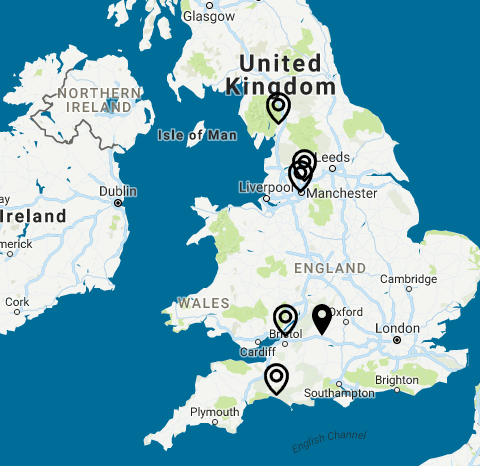 Glasgow
United
Kingdom
NORTHERN
IRELAND
Isle of Man
Leeds
Dublin
Liverpool
Manchester
ay
Ireland
merick
ENGLAND
Cambridge
Cork
WALES
Oxford
Bristol
London
Cardiff
Brighton
Southampton
Plymouth
English Channel